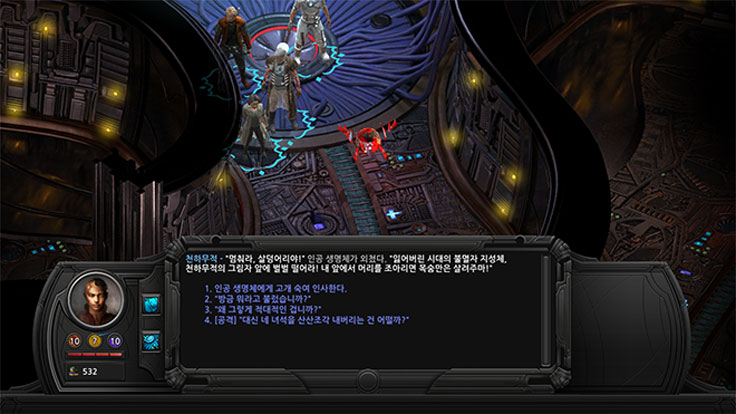 천하무적 - "멈춰라, 살덩어리야!" 인공 생명체가 외쳤다. "잃어버린 시대의 불멸자 지성체,
천하무적의 그림자 앞에 벌벌 떨어라! 내 앞에서 머리를 조아리면 목숨만은 살려주마!"
1. 인공 생명체에게 고개 숙여 인사한다.
2. "방금 뭐라고 불렀습니까?"
3. "왜 그렇게 적대적인 겁니까?"
4. [공격] "대신 네 녀석을 산산조각 내버리는 건 어떨까?"
10 7 10
532